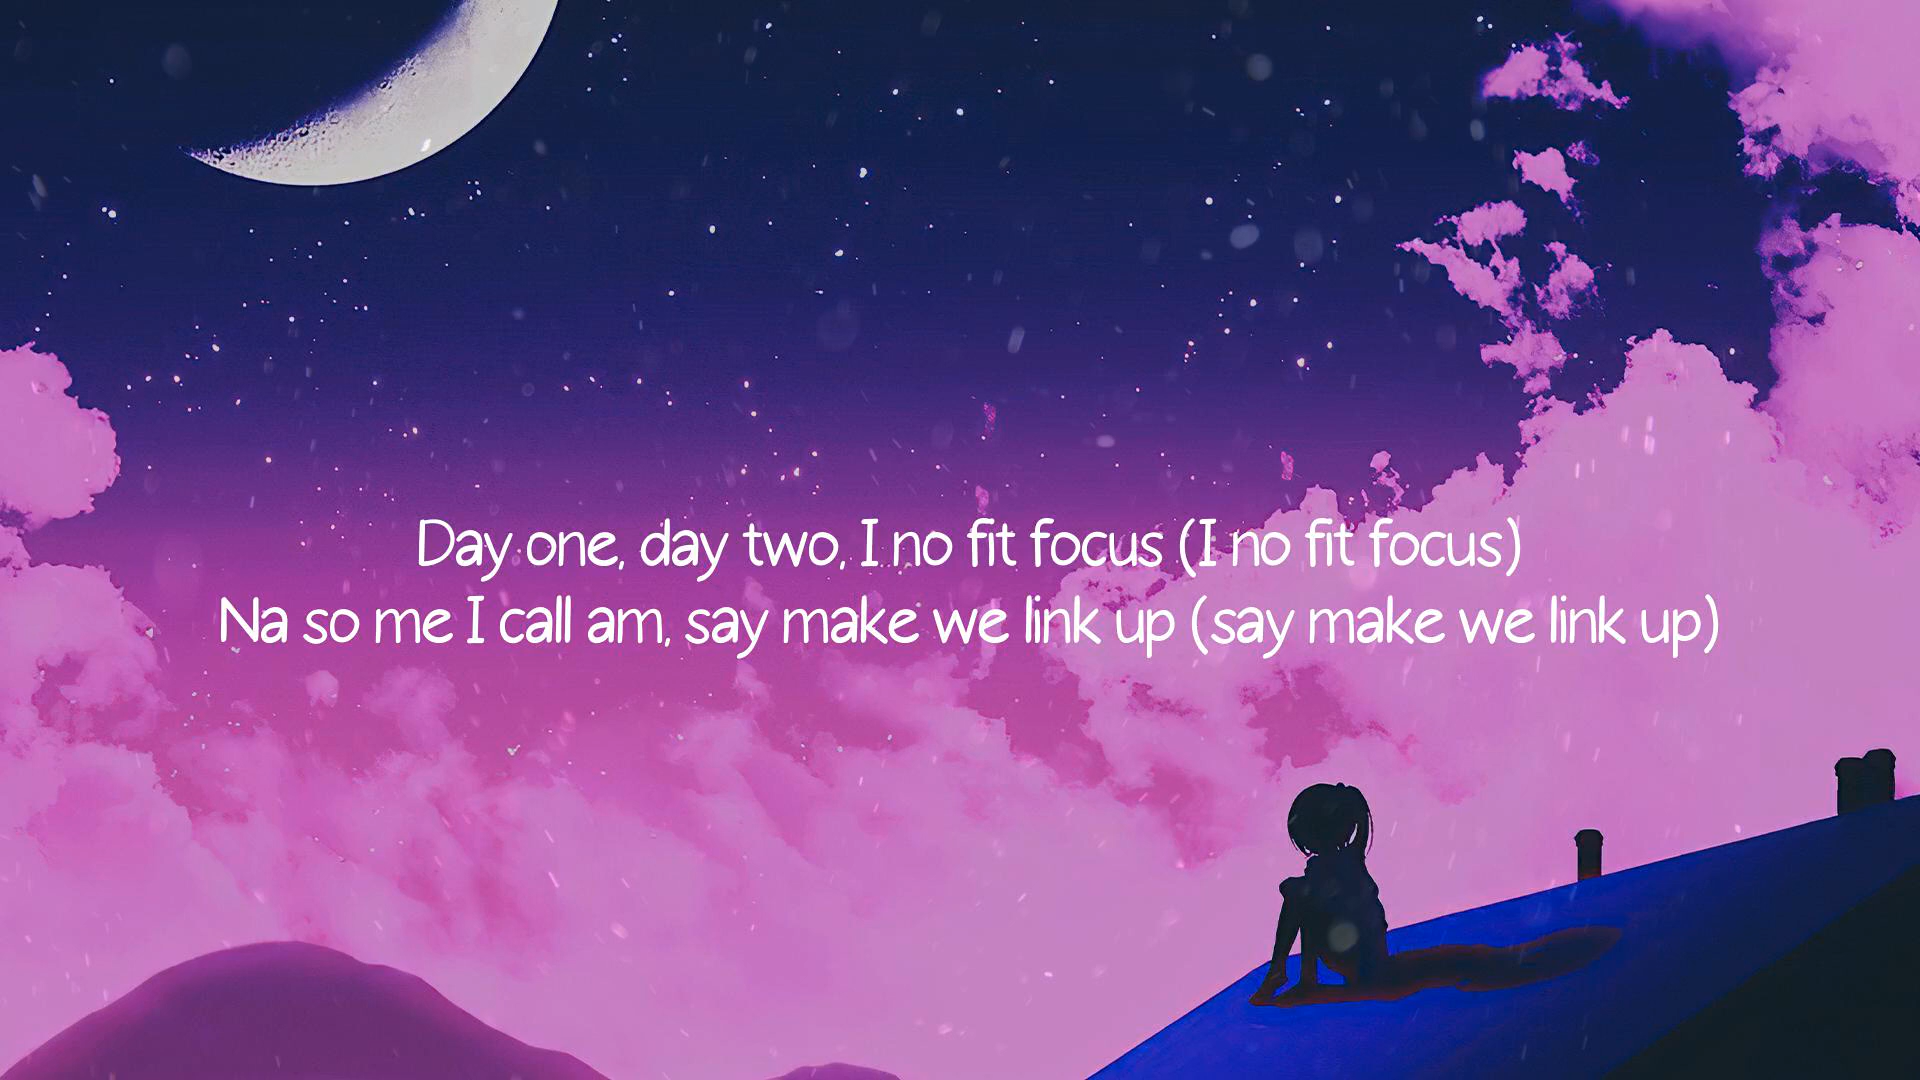 Day one, day two, I no fit focus (I no fit focus)
Na so me I call am, say make we link up (say make we link up)